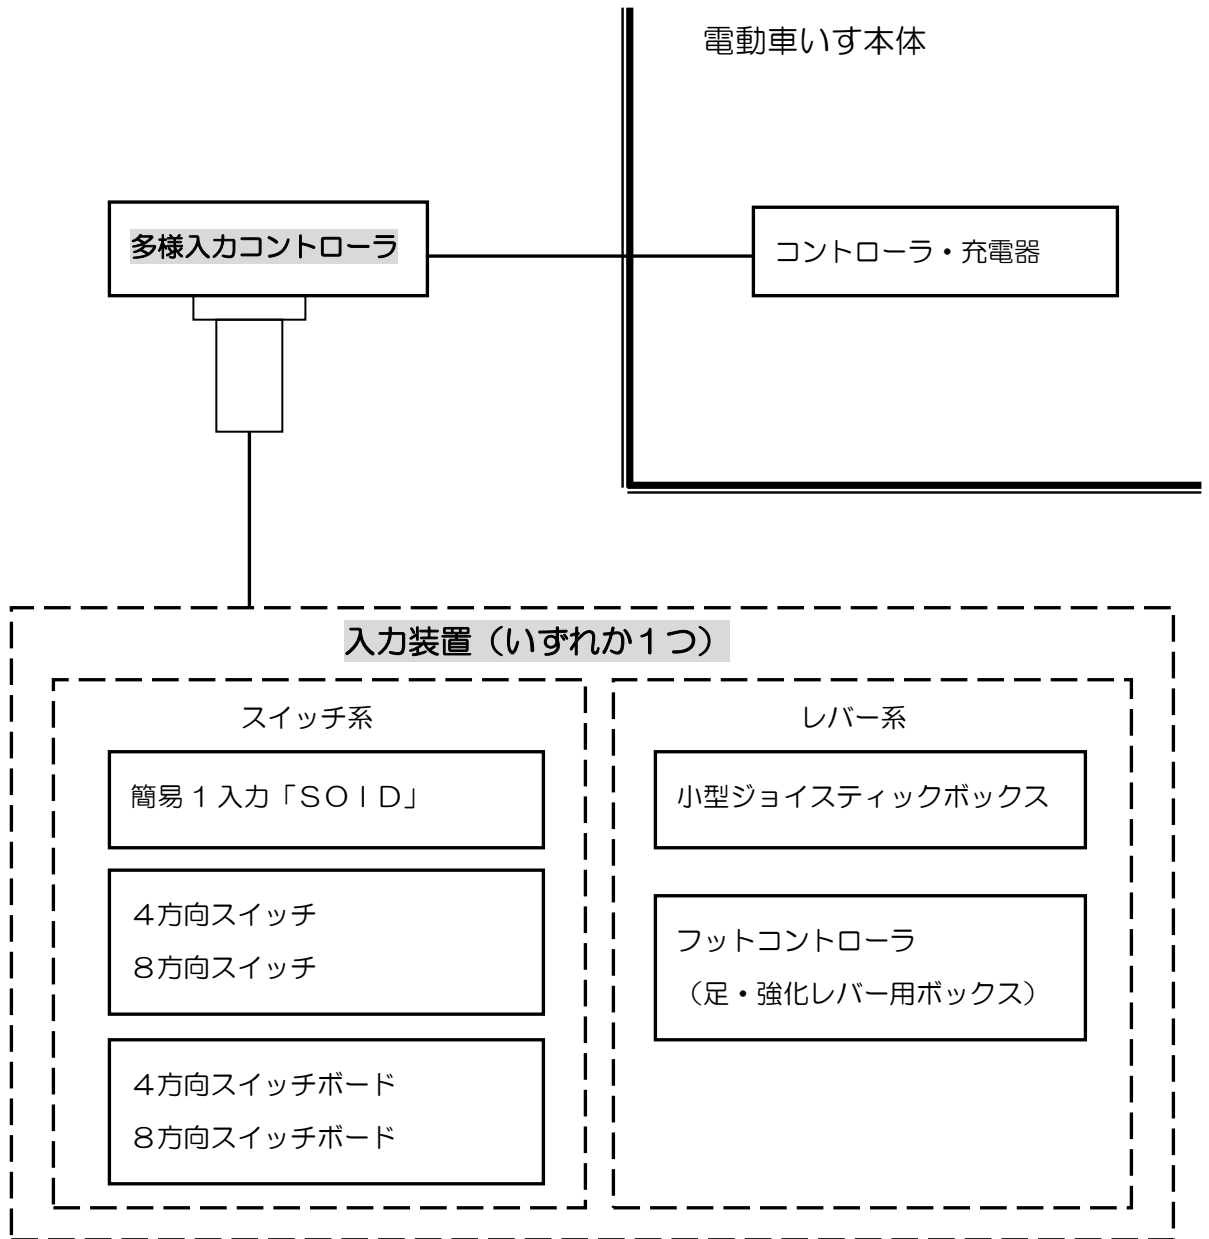 電動車いす本体
多様入力コントローラ
コントローラ・充電器
入力装置（いずれか１つ）
スイッチ系
簡易１入力「ＳＯＩＤ」
４方向スイッチ
８方向スイッチ
４方向スイッチボード
８方向スイッチボード
レバー系
小型ジョイスティックボックス
フットコントローラ
（足・強化レバー用ボックス）